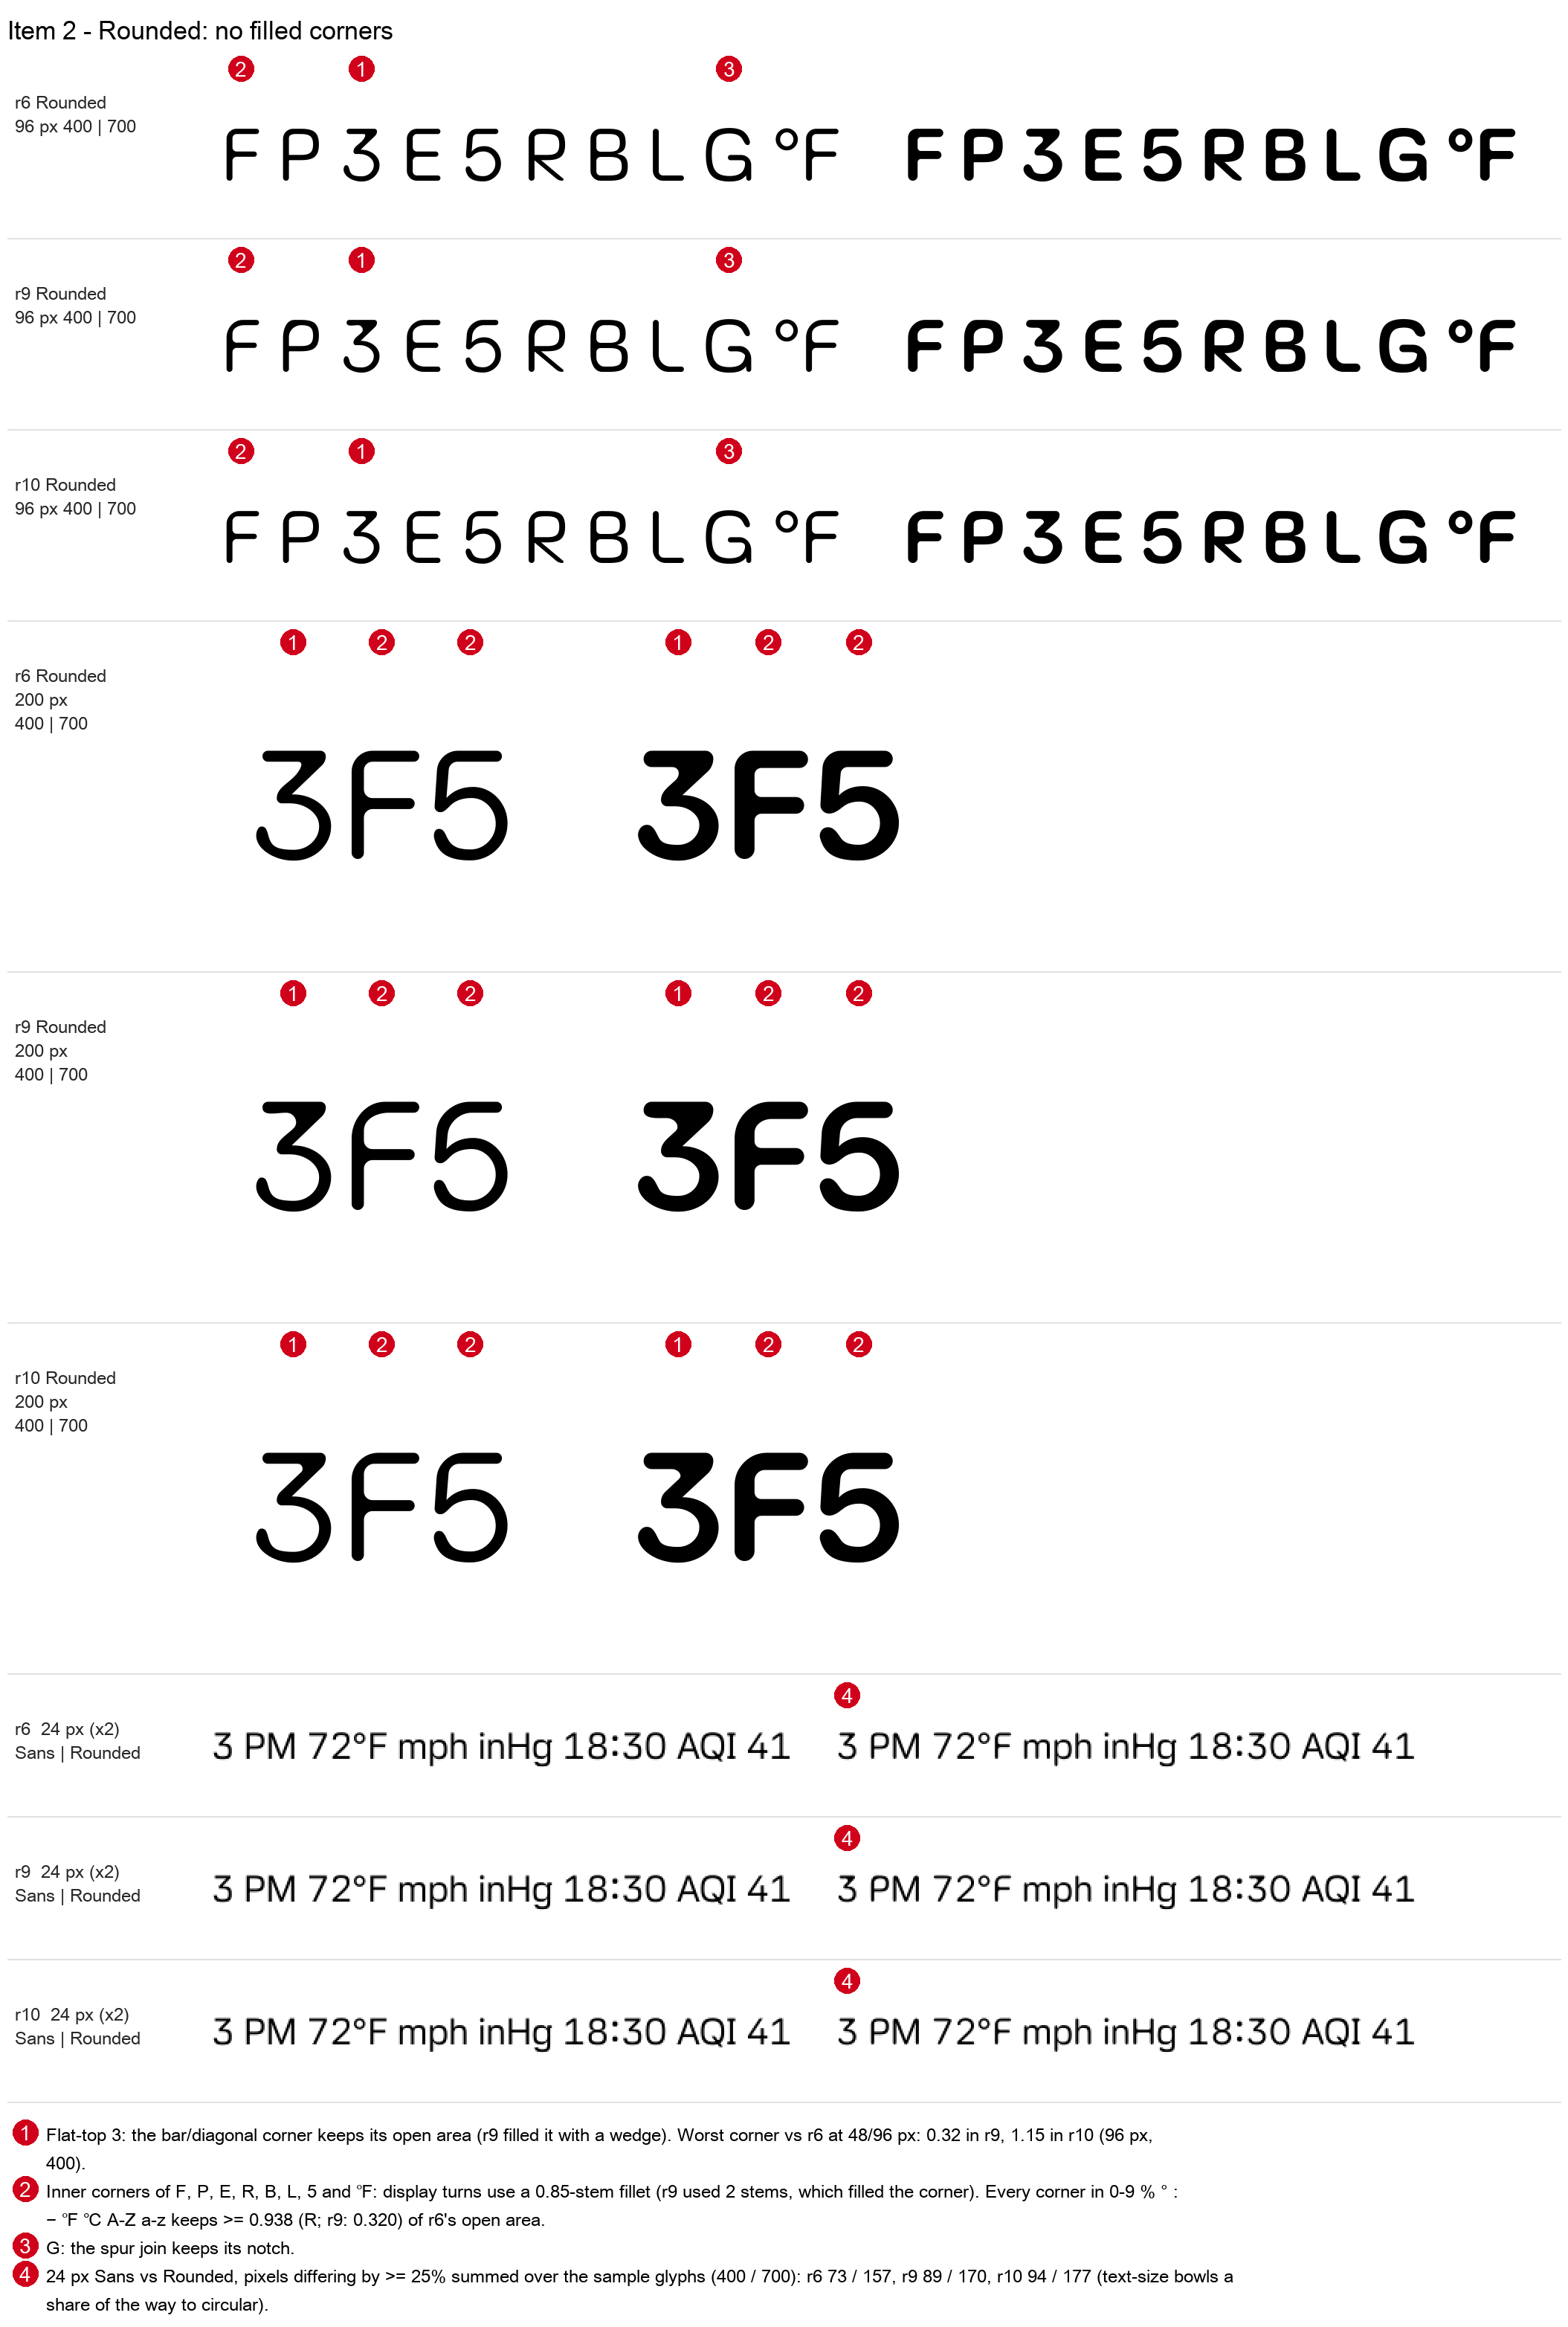 Item 2 - Rounded: no filled corners
2 1 3
r6 Rounded
96 px 400 | 700
F P 3 E 5 R B L G °F F P 3 E 5 R B L G °F
2 1 3
r9 Rounded
96 px 400 | 700
F P 3 E 5 R B L G °F F P 3 E 5 R B L G °F
2 1 3
r10 Rounded
96 px 400 | 700
F P 3 E 5 R B L G °F F P 3 E 5 R B L G °F
1 2 2 1 2 2
r6 Rounded
200 px
400 | 700
3F5 3F5
1 2 2 1 2 2
r9 Rounded
200 px
400 | 700
3F5 3F5
1 2 2 1 2 2
r10 Rounded
200 px
400 | 700
3F5 3F5
4
r6 24 px (x2)
Sans | Rounded
3 PM 72°F mph inHg 18:30 AQI 41 3 PM 72°F mph inHg 18:30 AQI 41
4
r9 24 px (x2)
Sans | Rounded
3 PM 72°F mph inHg 18:30 AQI 41 3 PM 72°F mph inHg 18:30 AQI 41
4
r10 24 px (x2)
Sans | Rounded
3 PM 72°F mph inHg 18:30 AQI 41 3 PM 72°F mph inHg 18:30 AQI 41
1 Flat-top 3: the bar/diagonal corner keeps its open area (r9 filled it with a wedge). Worst corner vs r6 at 48/96 px: 0.32 in r9, 1.15 in r10 (96 px,
400).
2 Inner corners of F, P, E, R, B, L, 5 and °F: display turns use a 0.85-stem fillet (r9 used 2 stems, which filled the corner). Every corner in 0-9 % ° :
− °F °C A-Z a-z keeps >= 0.938 (R; r9: 0.320) of r6's open area.
3 G: the spur join keeps its notch.
4 24 px Sans vs Rounded, pixels differing by >= 25% summed over the sample glyphs (400 / 700): r6 73 / 157, r9 89 / 170, r10 94 / 177 (text-size bowls a
share of the way to circular).